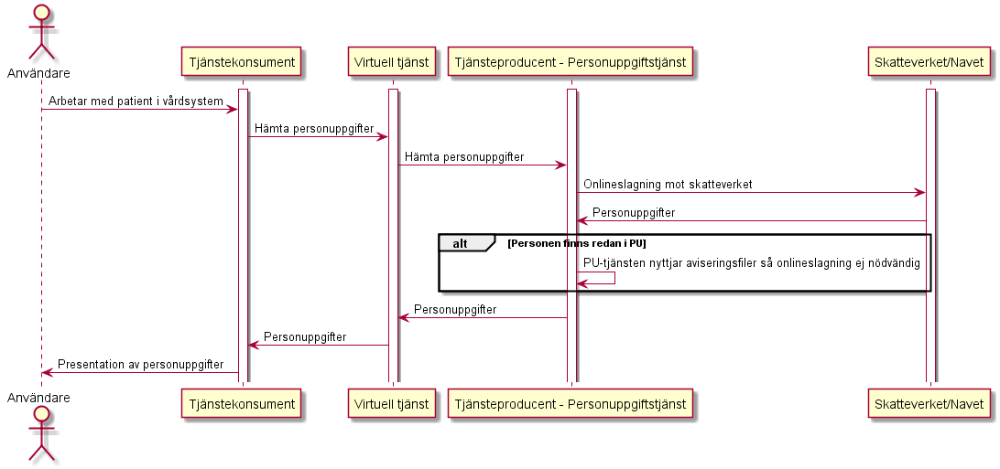 Användare
Tjänstekonsument
Virtuell tjänst
Tjänsteproducent - Personuppgiftstjänst
Skatteverket/Navet
Arbetar med patient i vårdsystem
Hämta personuppgifter
Hämta personuppgifter
Onlineslagning mot skatteverket
Personuppgifter
alt
[Personen finns redan i PU]
PU-tjänsten nyttjar aviseringsfiler så onlineslagning ej nödvändig
Personuppgifter
Personuppgifter
Presentation av personuppgifter
Användare
Tjänstekonsument
Virtuell tjänst
Tjänsteproducent - Personuppgiftstjänst
Skatteverket/Navet